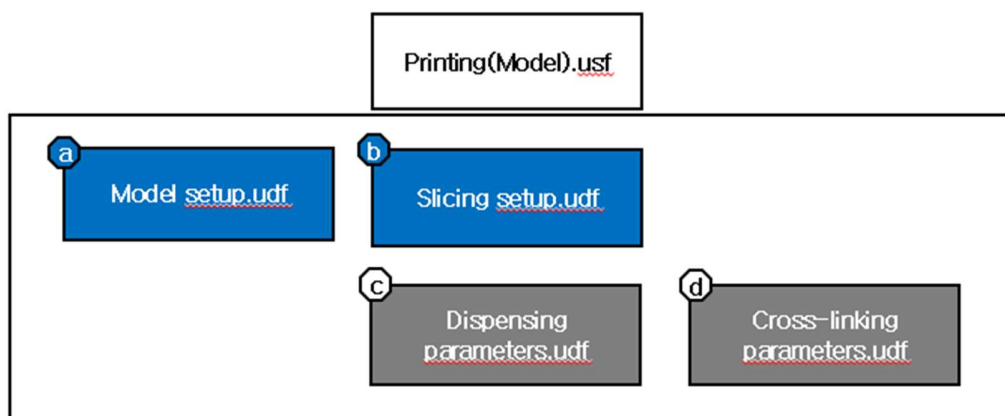 Printing(Model).usf
a
Model setup.udf
b
Slicing setup.udf
c
Dispensing
parameters.udf
d
Cross-linking
parameters.udf